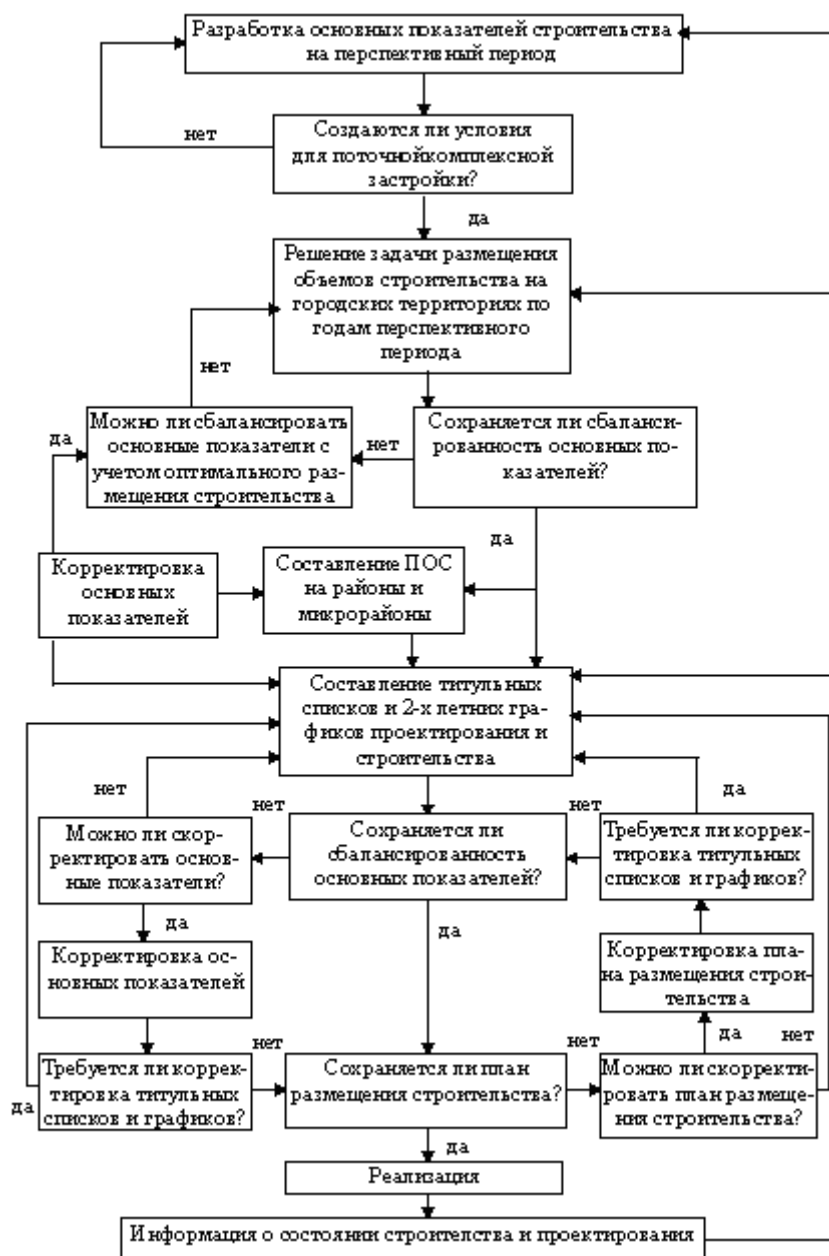 Разработка основных показателей строительства
на перспективный период
нет
Создаются ли условия
для поточнойкомплексной
застройки?
да
Решение задачи размещения
объемов строительства на
городских территориях по
годам перспективного
периода
нет
да
Можно ли сбалансировать
основные показатели с
учетом оптимального раз-
мещения строительства
нет
Сохраняется ли сбаланси-
рованность основных по-
казателей?
да
Корректировка
основных
показателей
Составление ПОС
на районы и
микрорайоны
Составление титульных
списков и 2-х летних гра-
фиков проектирования и
строительства
нет
нет
нет
да
Можно ли скор-
ректировать основ-
ные показатели?
Сохраняется ли
сбалансированность
основных показателей?
Требуется ли коррек-
тировка титульных
списков и графиков?
да
да
Корректировка ос-
новных показателей
Корректировка пла-
на размещения строи-
тельства
да
нет
нет
нет
Требуется ли коррек-
тировка титульных
списков и графиков?
да
Сохраняется ли план
размещения строительства?
Можно ли скорректи-
ровать план размеще-
ния строительства?
да
Реализация
Информация о состоянии строителства и проектирования